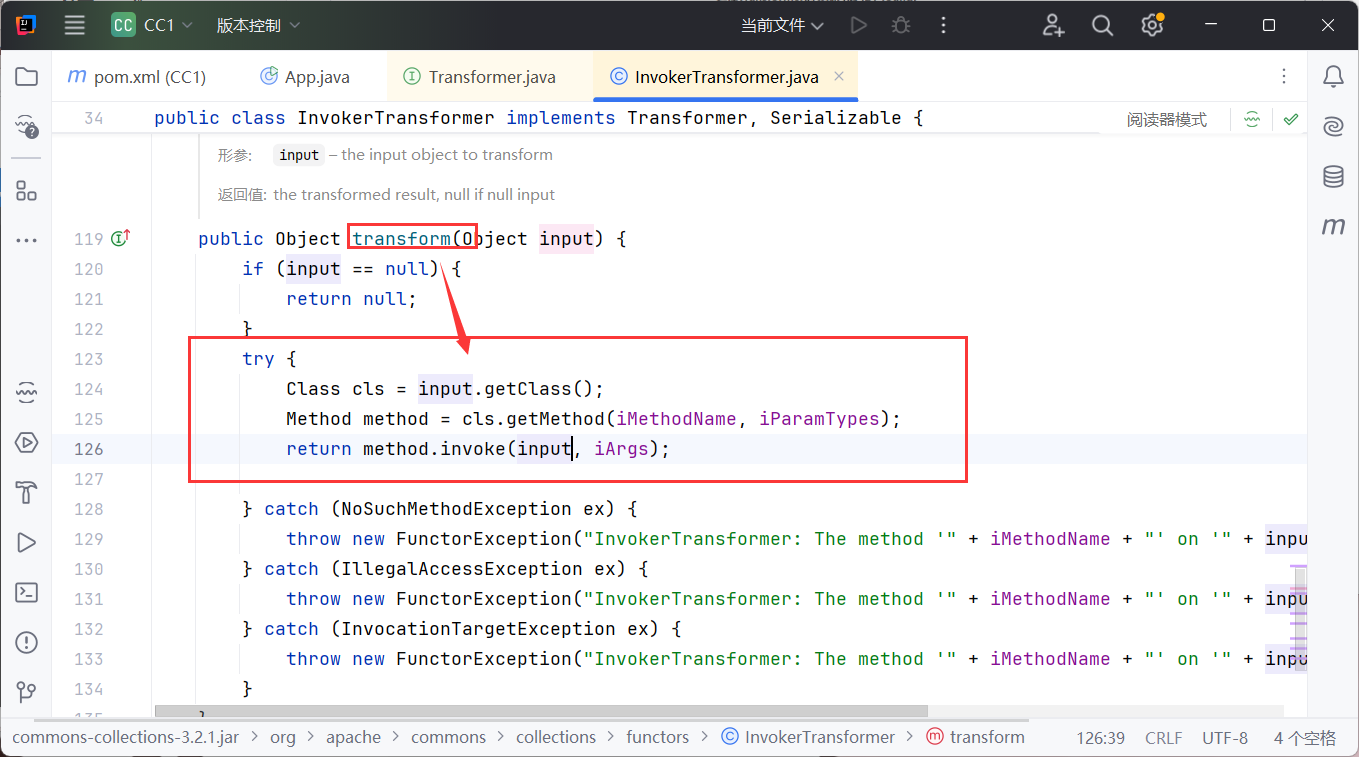 CC CC1 版本控制 当前文件
m pom.xml (CC1) App.java Transformer.java InvokerTransformer.java
34 public class InvokerTransformer implements Transformer, Serializable { 阅读器模式
形参: input – the input object to transform
返回值: the transformed result, null if null input
119 public Object transform(Object input) {
120 if (input == null) {
121 return null;
122 }
123 try {
124 Class cls = input.getClass();
125 Method method = cls.getMethod(iMethodName, iParamTypes);
126 return method.invoke(input, iArgs);
127
128 } catch (NoSuchMethodException ex) {
129 throw new FunctorException("InvokerTransformer: The method '" + iMethodName + "' on '" + inpu
130 } catch (IllegalAccessException ex) {
131 throw new FunctorException("InvokerTransformer: The method '" + iMethodName + "' on '" + inpu
132 } catch (InvocationTargetException ex) {
133 throw new FunctorException("InvokerTransformer: The method '" + iMethodName + "' on '" + inpu
134 }
commons-collections-3.2.1.jar org apache commons collections functors InvokerTransformer transform 126:39 CRLF UTF-8 4 个空格